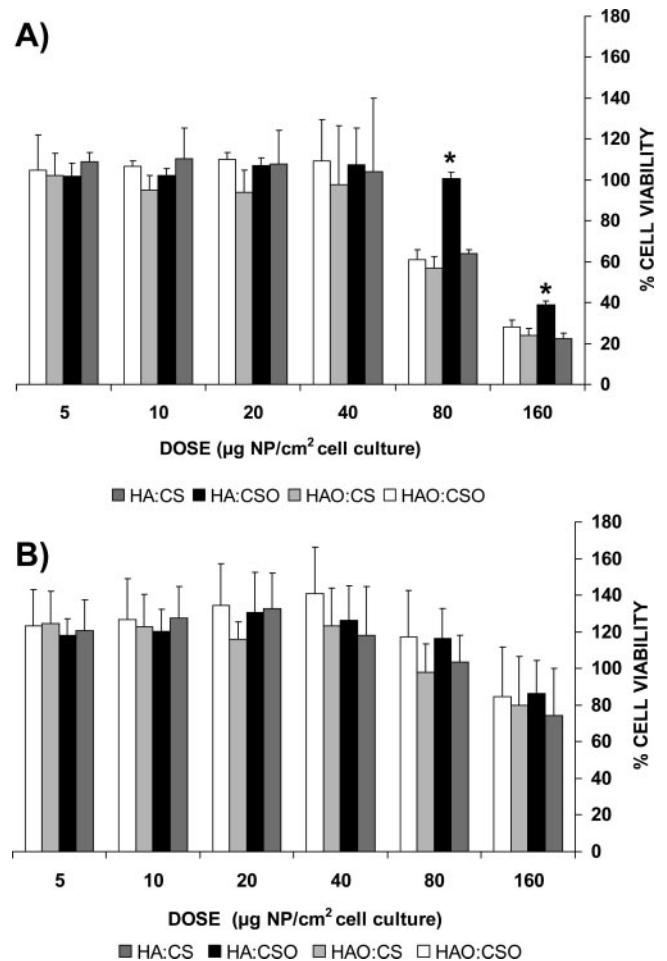 A)
180
160
140
120
100
80
60
40
20
0
% CELL VIABILITY
*
*
5 10 20 40 80 160
DOSE (µg NP/cm² cell culture)
HA:CS HA:CSO HAO:CS HAO:CSO
B)
180
160
140
120
100
80
60
40
20
0
% CELL VIABILITY
5 10 20 40 80 160
DOSE (µg NP/cm² cell culture)
HA:CS HA:CSO HAO:CS HAO:CSO